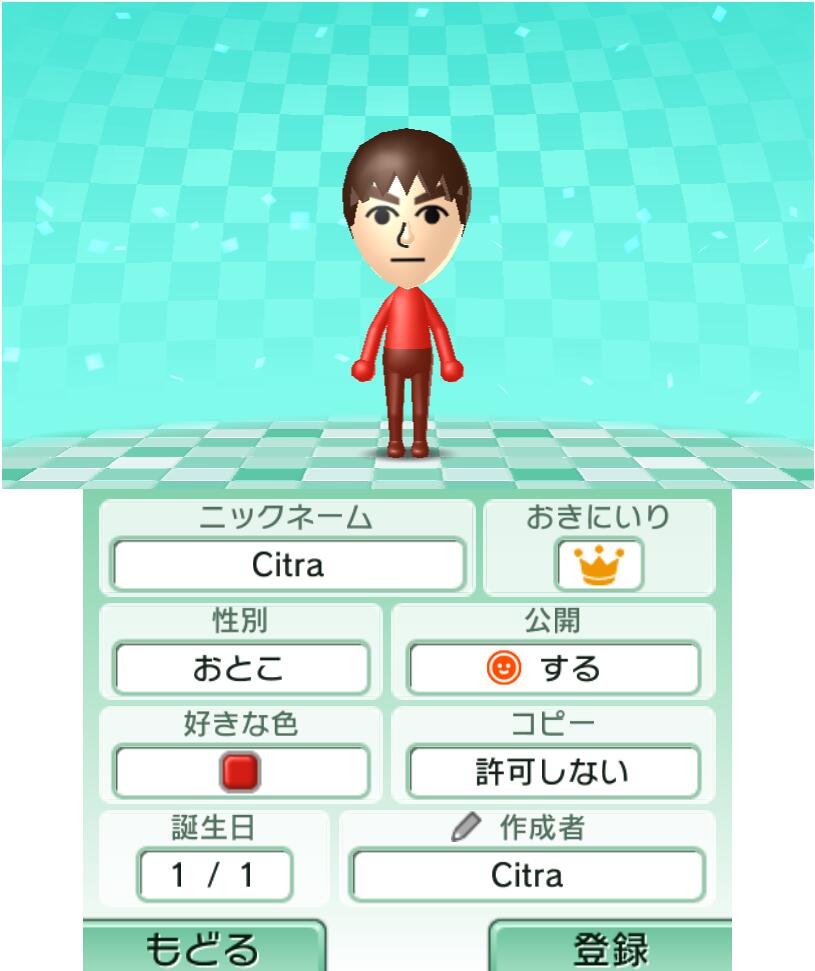 ニックネーム おきにいり
Citra
性別 公開
おとこ する
好きな色 コピー
許可しない
誕生日 作成者
1 / 1 Citra
もどる 登録